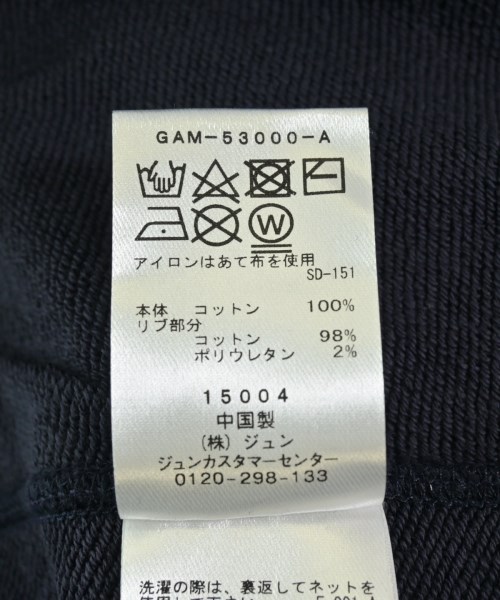 GAM-53000-A
W
アイロンはあて布を使用
SD-151
本体 コットン 100%
リブ部分
コットン 98%
ポリウレタン 2%
15004
中国製
(株)ジュン
ジュンカスタマーセンター
0120-298-133
洗濯の際は、裏返してネットを